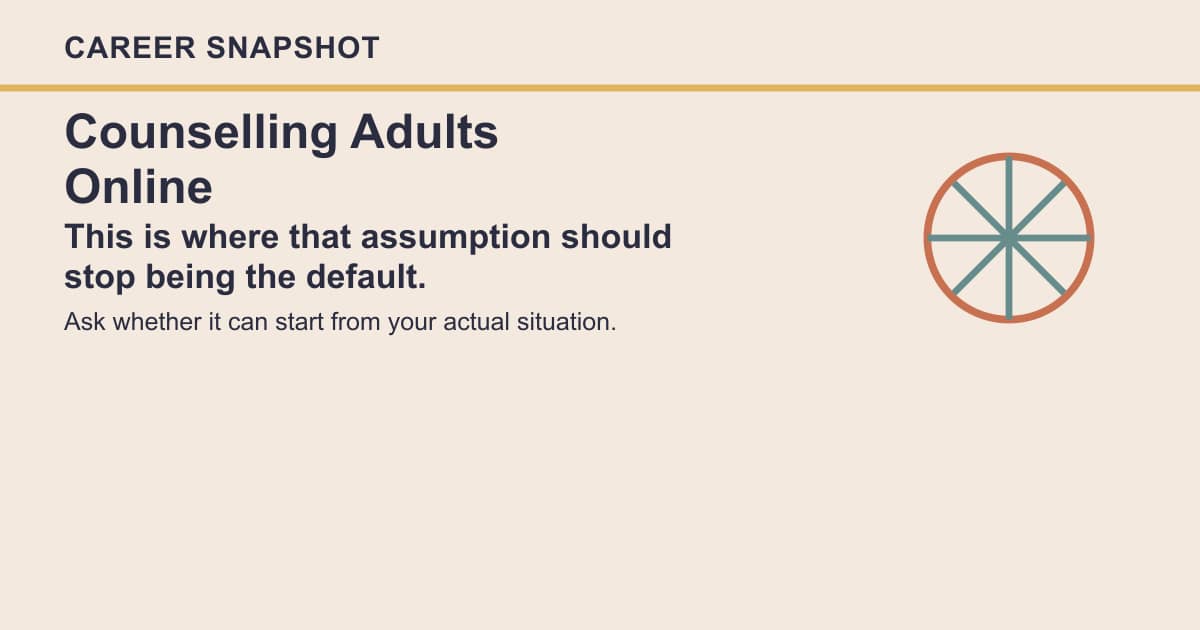 CAREER SNAPSHOT
Counselling Adults
Online
This is where that assumption should
stop being the default.
Ask whether it can start from your actual situation.